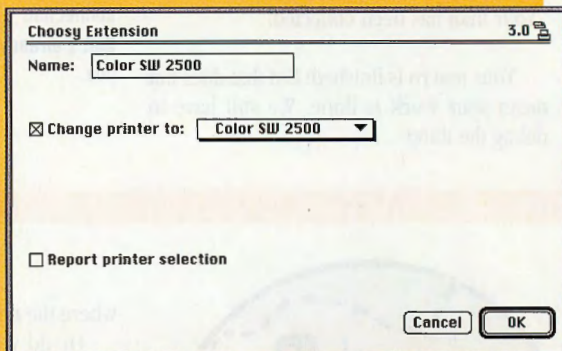 Choosy Extension 3.0
Name: Color SW 2500
Change printer to: Color SW 2500
Report printer selection
Cancel OK